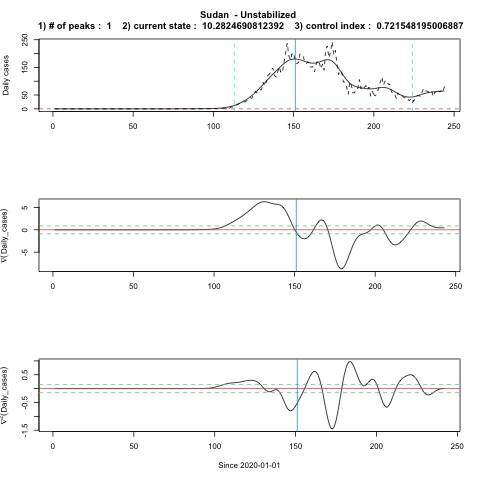 Sudan - Unstabilized
1) # of peaks : 1 2) current state : 10.2824690812392 3) control index : 0.721548195006887
Daily cases
250
150
50
0
0 50 100 150 200 250
∇(Daily_cases)
5
0
-5
0 50 100 150 200 250
∇²(Daily_cases)
0.5
-0.5
-1.5
0 50 100 150 200 250
Since 2020-01-01